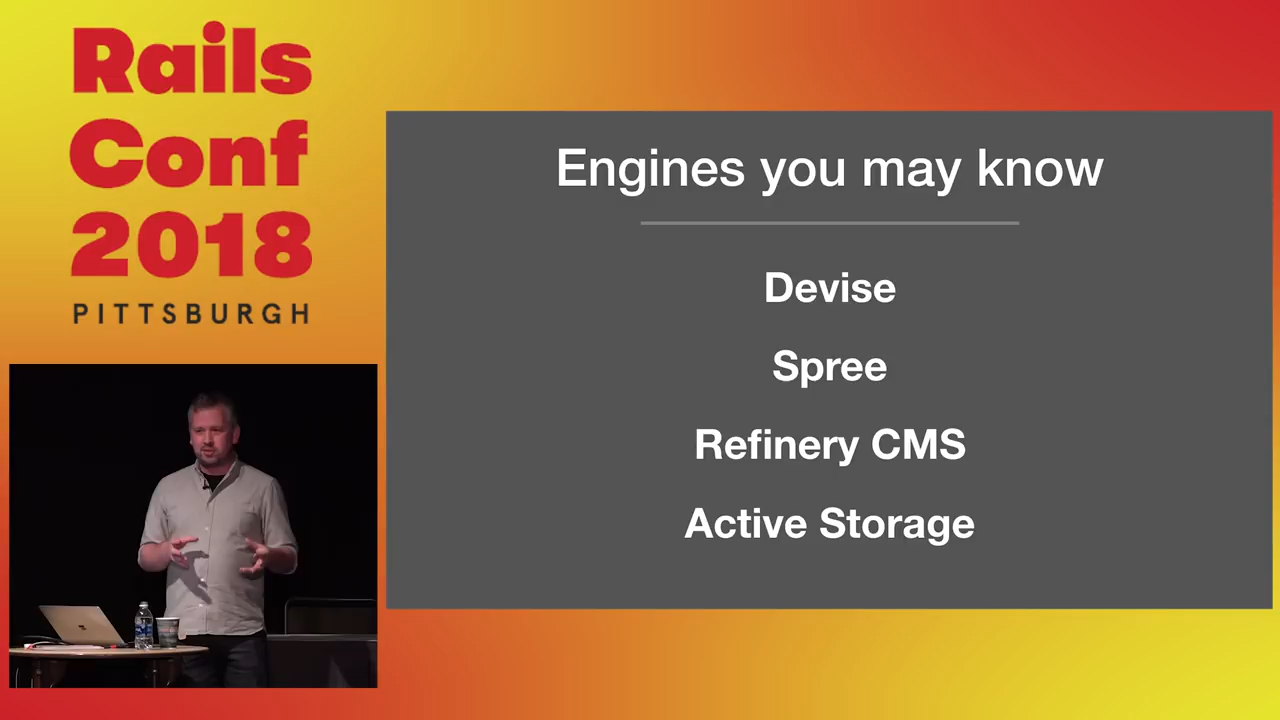 Rails
Conf
2018
PITTSBURGH
Engines you may know
Devise
Spree
Refinery CMS
Active Storage